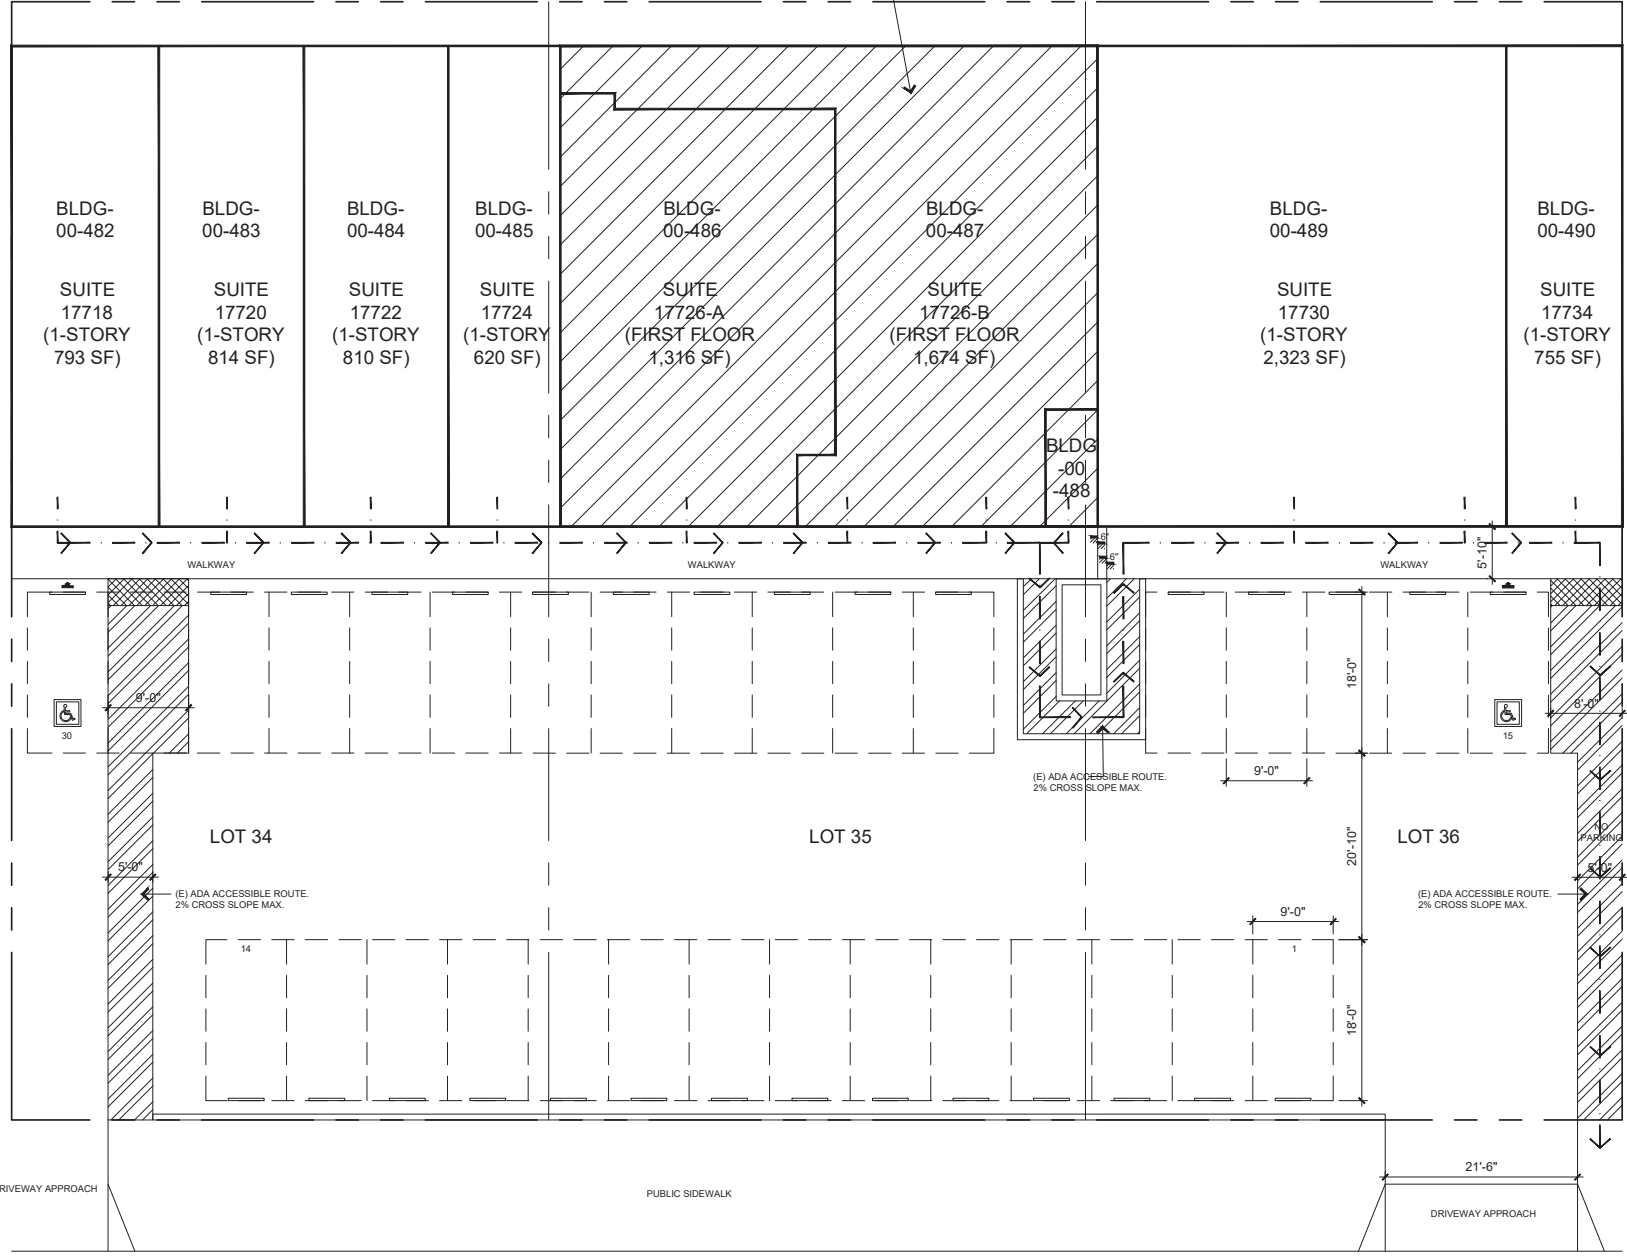 BLDG-
00-482
SUITE
17718
(1-STORY
793 SF)
BLDG-
00-483
SUITE
17720
(1-STORY
814 SF)
BLDG-
00-484
SUITE
17722
(1-STORY
810 SF)
BLDG-
00-485
SUITE
17724
(1-STORY
620 SF)
BLDG-
00-486
SUITE
17726-A
(FIRST FLOOR
1,316 SF)
BLDG-
00-487
SUITE
17726-B
(FIRST FLOOR
1,674 SF)
BLDG
-00
-488
BLDG-
00-489
SUITE
17730
(1-STORY
2,323 SF)
BLDG-
00-490
SUITE
17734
(1-STORY
755 SF)
WALKWAY
WALKWAY
6"
6"
WALKWAY
5'-10"
9'-0"
30
18'-0"
15
8'-0"
(E) ADA ACCESSIBLE ROUTE.
2% CROSS SLOPE MAX.
9'-0"
LOT 34
LOT 35
LOT 36
20'-10"
NO
PARKING
5'-0"
(E) ADA ACCESSIBLE ROUTE.
2% CROSS SLOPE MAX.
(E) ADA ACCESSIBLE ROUTE.
2% CROSS SLOPE MAX.
5'-0"
9'-0"
14
1
18'-0"
RIVEWAY APPROACH
PUBLIC SIDEWALK
21'-6"
DRIVEWAY APPROACH